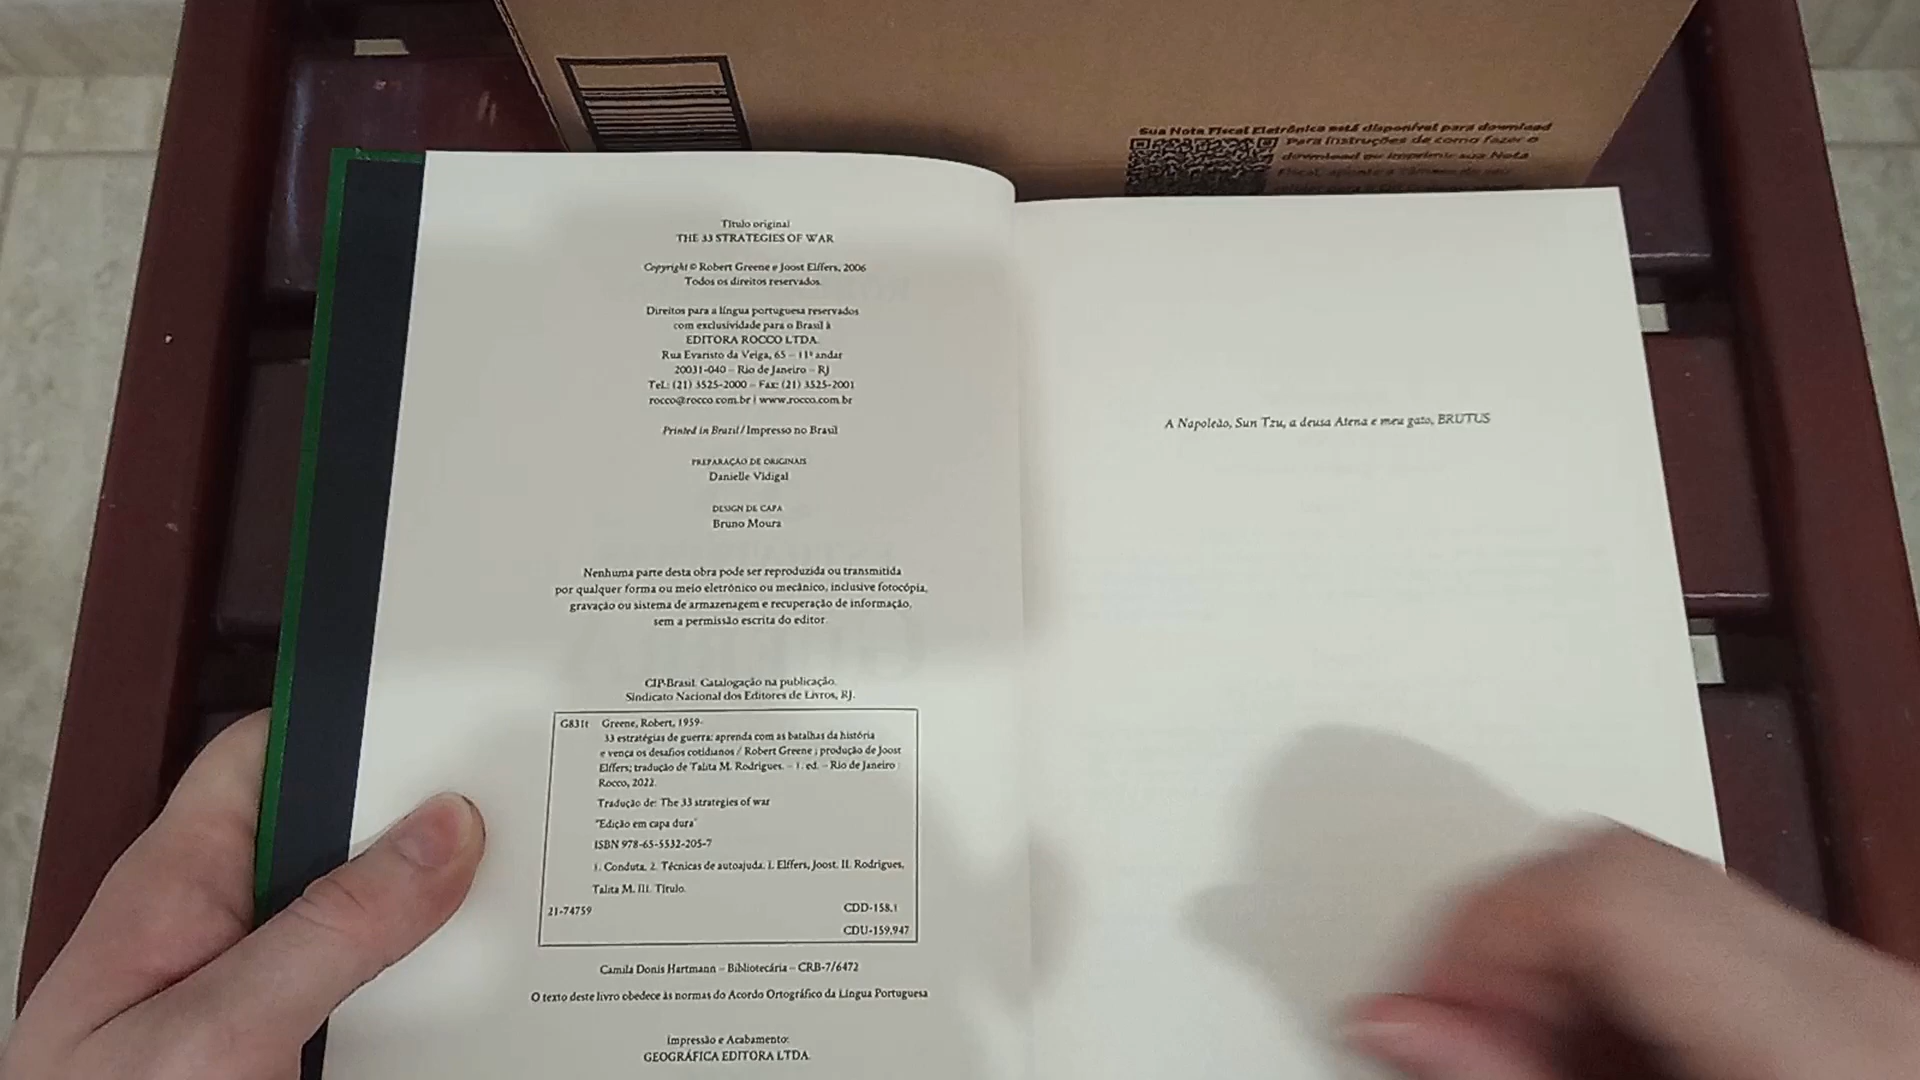 Sua Nota Fiscal Eletrônica está disponível para download
Para instruções de como fazer o
download ou imprimir sua Nota
Título original
THE 33 STRATEGIES OF WAR
Copyright © Robert Greene e Joost Elffers, 2006
Todos os direitos reservados.
Direitos para a língua portuguesa reservados
com exclusividade para o Brasil à
EDITORA ROCCO LTDA.
Rua Evaristo da Veiga, 65 – 11º andar
20031-040 – Rio de Janeiro – RJ
Tel.: (21) 3525-2000 – Fax: (21) 3525-2001
rocco@rocco.com.br | www.rocco.com.br
Printed in Brazil / Impresso no Brasil
PREPARAÇÃO DE ORIGINAIS
Danielle Vidigal
DESIGN DE CAPA
Bruno Moura
Nenhuma parte desta obra pode ser reproduzida ou transmitida
por qualquer forma ou meio eletrônico ou mecânico, inclusive fotocópia,
gravação ou sistema de armazenagem e recuperação de informação,
sem a permissão escrita do editor.
CIP-Brasil. Catalogação na publicação.
Sindicato Nacional dos Editores de Livros, RJ.
G831t Greene, Robert, 1959-
33 estratégias de guerra: aprenda com as batalhas da história
e vença os desafios cotidianos / Robert Greene ; produção de Joost
Elffers; tradução de Talita M. Rodrigues. – 1. ed. – Rio de Janeiro
Rocco, 2022.
Tradução de: The 33 strategies of war
"Edição em capa dura"
ISBN 978-65-5532-205-7
1. Conduta. 2. Técnicas de autoajuda. I. Elffers, Joost. II. Rodrigues,
Talita M. III. Título.
21-74759 CDD-158.1
CDU-159.947
Camila Donis Hartmann – Bibliotecária – CRB-7/6472
O texto deste livro obedece às normas do Acordo Ortográfico da Língua Portuguesa
Impressão e Acabamento:
GEOGRÁFICA EDITORA LTDA.
A Napoleão, Sun Tzu, a deusa Atena e meu gato, BRUTUS